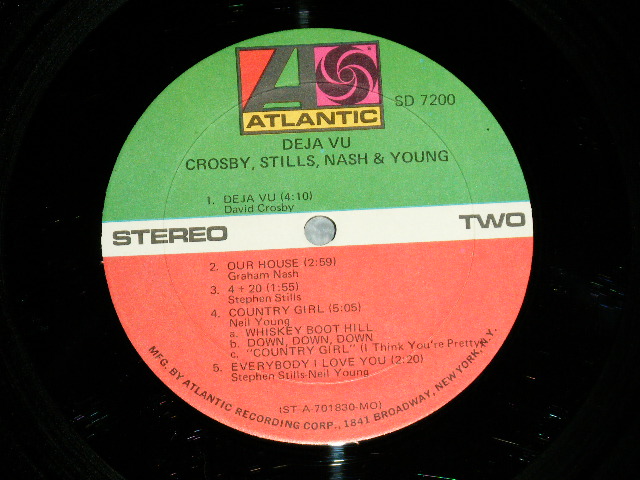 ATLANTIC
SD 7200
DEJA VU
CROSBY, STILLS, NASH & YOUNG
1. DEJA VU (4:10)
David Crosby
STEREO TWO
2. OUR HOUSE (2:59)
Graham Nash
3. 4 + 20 (1:55)
Stephen Stills
4. COUNTRY GIRL (5:05)
Neil Young
a. WHISKEY BOOT HILL
b. DOWN, DOWN, DOWN
c. "COUNTRY GIRL" (I Think You're Pretty)
5. EVERYBODY I LOVE YOU (2:20)
Stephen Stills-Neil Young
(ST-A-701830-MO)
MFG. BY ATLANTIC RECORDING CORP., 1841 BROADWAY, NEW YORK, N.Y.